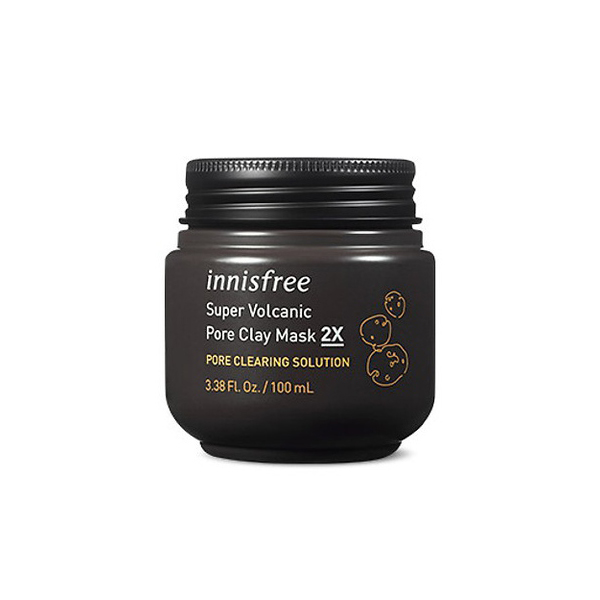 innisfree
Super Volcanic
Pore Clay Mask 2X
PORE CLEARING SOLUTION
3.38 Fl. Oz. / 100 mL